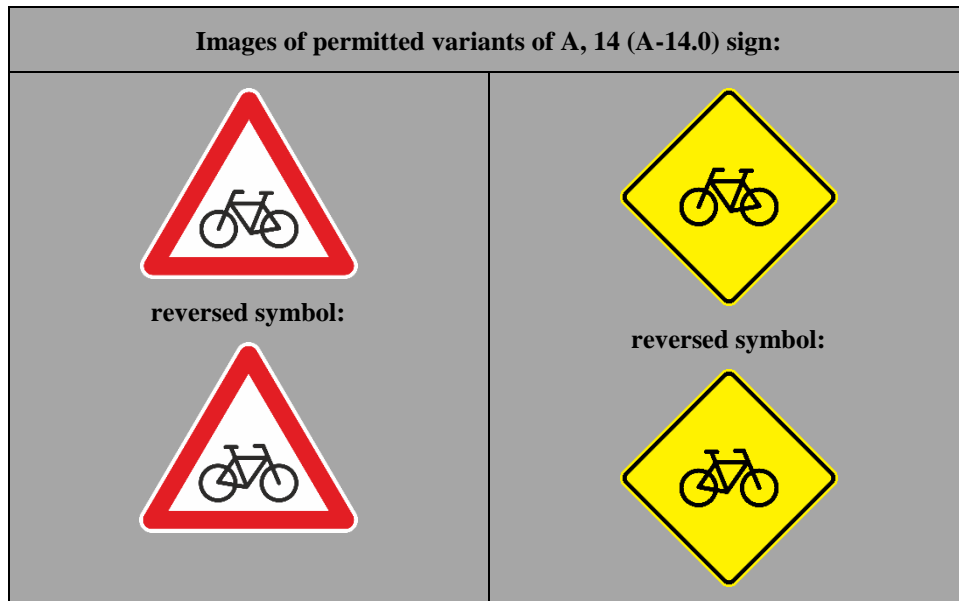 Images of permitted variants of A, 14 (A-14.0) sign:
reversed symbol:
reversed symbol: